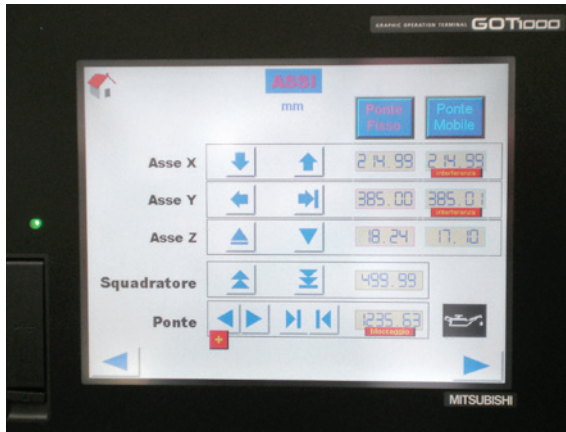 GRAPHIC OPERATION TERMINAL GOT1000
ASSI
mm
Ponte Fisso
Ponte Mobile
Asse X 214.99 214.99
interferenza
Asse Y 385.00 385.01
interferenza
Asse Z 18.24 17.10
Squadratore 499.99
Ponte 1235.63
bloccaggio
+
MITSUBISHI